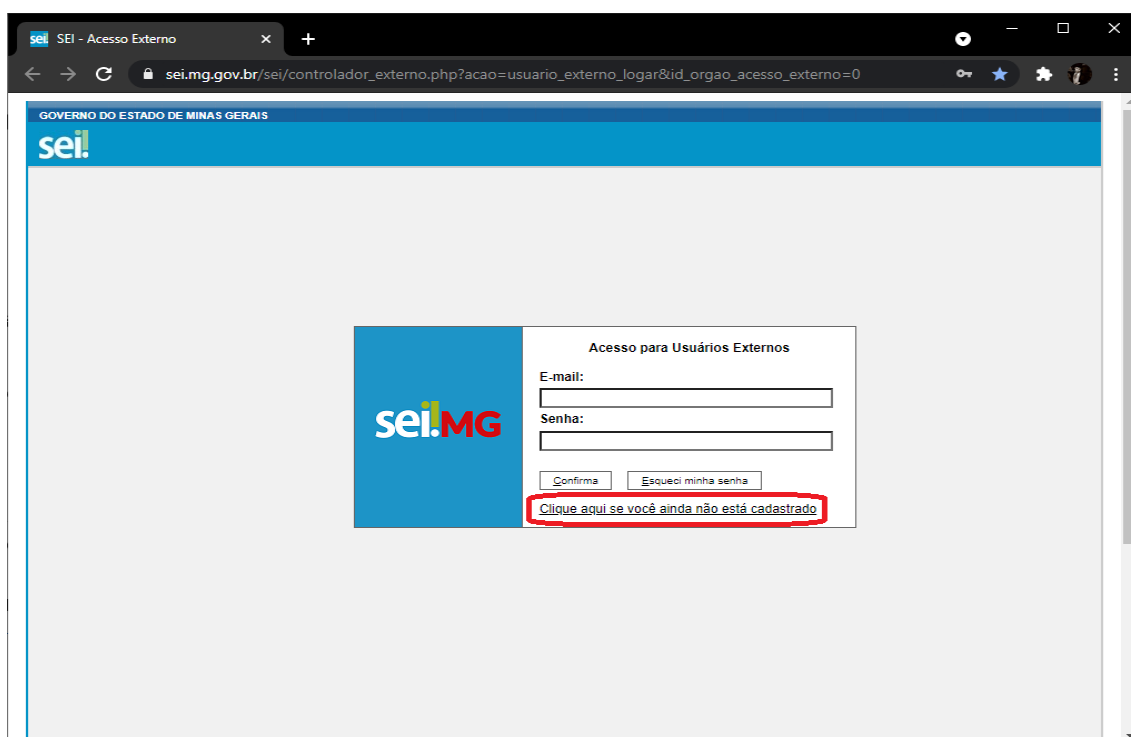 sei! SEI - Acesso Externo
sei.mg.gov.br/sei/controlador_externo.php?acao=usuario_externo_logar&id_orgao_acesso_externo=0
GOVERNO DO ESTADO DE MINAS GERAIS
sei!
Acesso para Usuários Externos
E-mail:
sei!MG
Senha:
Confirma Esqueci minha senha
Clique aqui se você ainda não está cadastrado